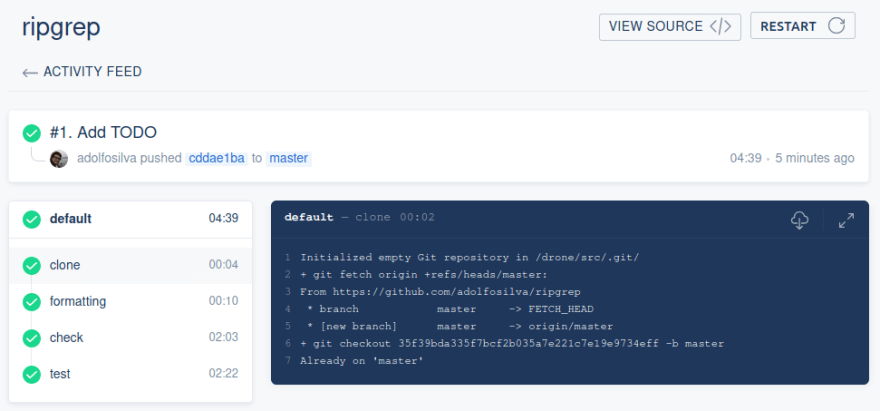 ripgrep
VIEW SOURCE </>
RESTART
← ACTIVITY FEED
#1. Add TODO
adolfosilva pushed cddae1ba to master
04:39 · 5 minutes ago
default 04:39
clone 00:04
formatting 00:10
check 02:03
test 02:22
default — clone 00:02
1 Initialized empty Git repository in /drone/src/.git/
2 + git fetch origin +refs/heads/master:
3 From https://github.com/adolfosilva/ripgrep
4 * branch master -> FETCH_HEAD
5 * [new branch] master -> origin/master
6 + git checkout 35f39bda335f7bcf2b035a7e221c7e19e9734eff -b master
7 Already on 'master'